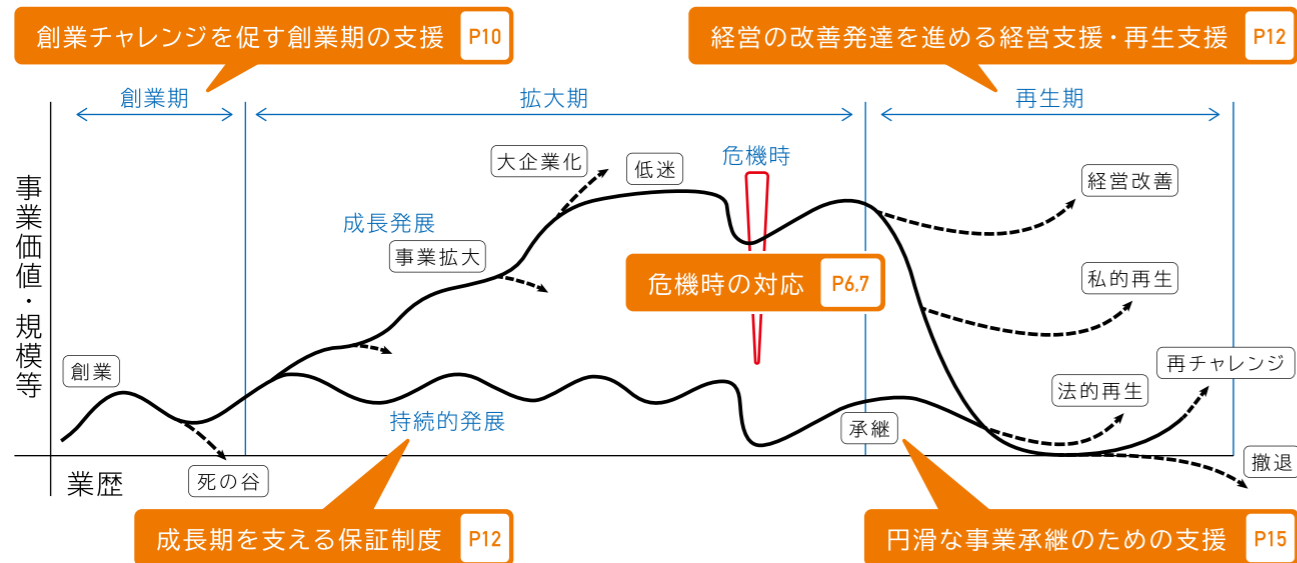 創業チャレンジを促す創業期の支援 P10
経営の改善発達を進める経営支援・再生支援 P12
創業期
拡大期
再生期
事業価値・規模等
大企業化
低迷
危機時
経営改善
成長発展
事業拡大
危機時の対応 P6,7
私的再生
創業
再チャレンジ
法的再生
持続的発展
承継
撤退
業歴
死の谷
成長期を支える保証制度 P12
円滑な事業承継のための支援 P15